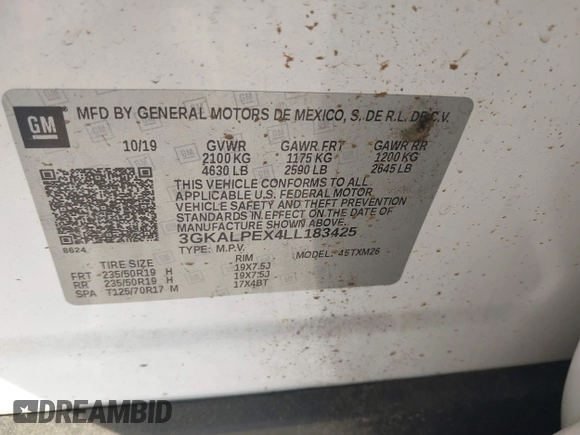 GM
MFD BY GENERAL MOTORS DE MEXICO, S. DE R.L. DE C.V.
10/19 GVWR GAWR FRT GAWR RR
2100 KG 1175 KG 1200 KG
4630 LB 2590 LB 2645 LB
THIS VEHICLE CONFORMS TO ALL
APPLICABLE U.S. FEDERAL MOTOR
VEHICLE SAFETY AND THEFT PREVENTION
STANDARDS IN EFFECT ON THE DATE OF
MANUFACTURE SHOWN ABOVE.
3GKALPEX4LL183425
8624
TYPE: M.P.V. MODEL: 4STXM26
TIRE SIZE RIM
FRT - 235/50R19 H 19X7.5J
RR - 235/50R19 H 19X7.5J
SPA T125/70R17 M 17X4BT
DREAMBID